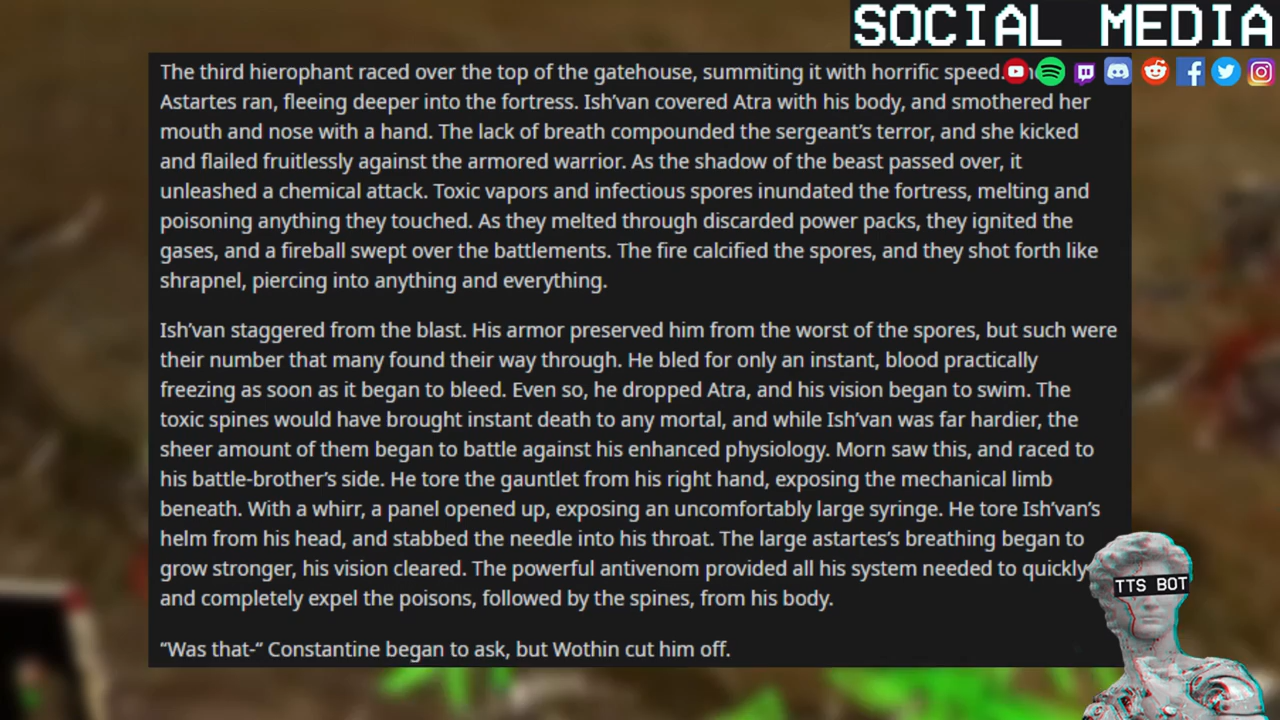 SOCIAL MEDIA
The third hierophant raced over the top of the gatehouse, summiting it with horrific speed.
Astartes ran, fleeing deeper into the fortress. Ish’van covered Atra with his body, and smothered her
mouth and nose with a hand. The lack of breath compounded the sergeant’s terror, and she kicked
and flailed fruitlessly against the armored warrior. As the shadow of the beast passed over, it
unleashed a chemical attack. Toxic vapors and infectious spores inundated the fortress, melting and
poisoning anything they touched. As they melted through discarded power packs, they ignited the
gases, and a fireball swept over the battlements. The fire calcified the spores, and they shot forth like
shrapnel, piercing into anything and everything.
Ish’van staggered from the blast. His armor preserved him from the worst of the spores, but such were
their number that many found their way through. He bled for only an instant, blood practically
freezing as soon as it began to bleed. Even so, he dropped Atra, and his vision began to swim. The
toxic spines would have brought instant death to any mortal, and while Ish’van was far hardier, the
sheer amount of them began to battle against his enhanced physiology. Morn saw this, and raced to
his battle-brother’s side. He tore the gauntlet from his right hand, exposing the mechanical limb
beneath. With a whirr, a panel opened up, exposing an uncomfortably large syringe. He tore Ish’van’s
helm from his head, and stabbed the needle into his throat. The large astartes’s breathing began to
grow stronger, his vision cleared. The powerful antivenom provided all his system needed to quickly
and completely expel the poisons, followed by the spines, from his body.
“Was that-“ Constantine began to ask, but Wothin cut him off.
TTS BOT